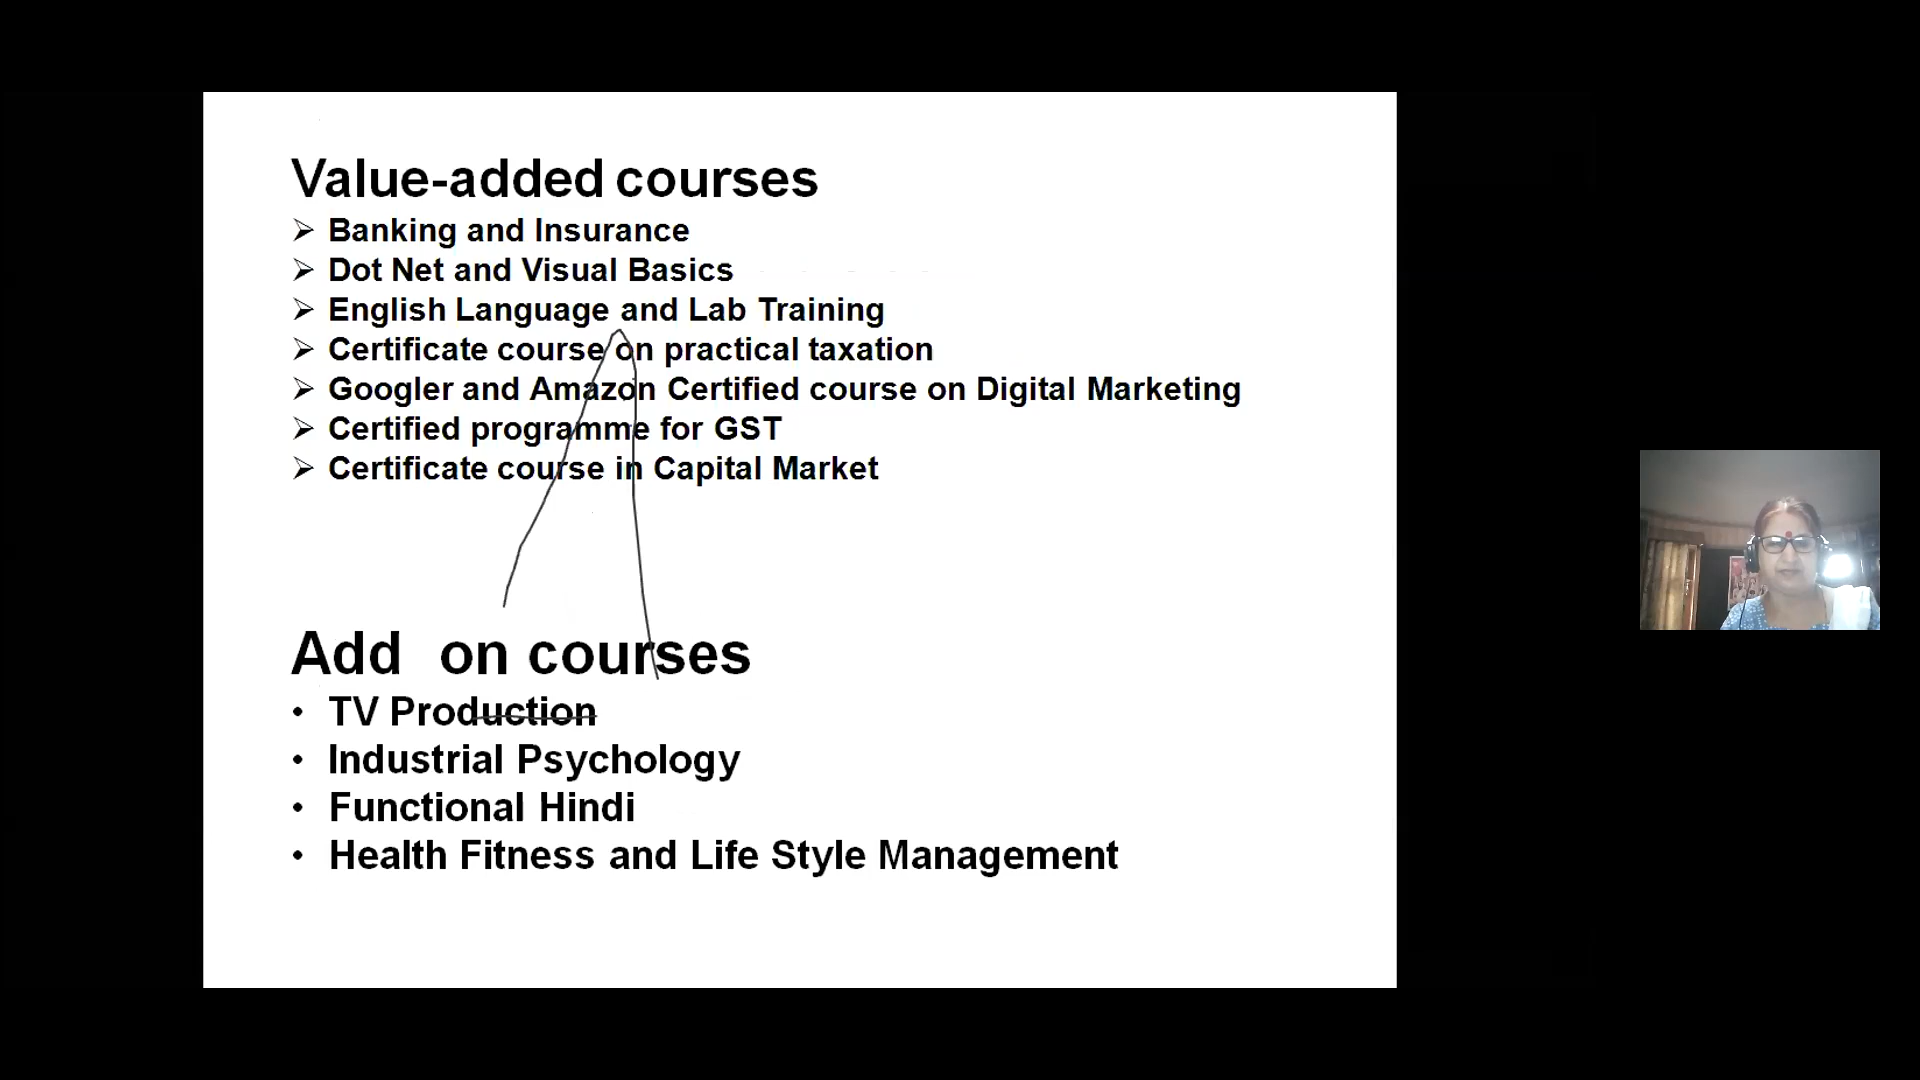 Value-added courses
Banking and Insurance
Dot Net and Visual Basics
English Language and Lab Training
Certificate course on practical taxation
Googler and Amazon Certified course on Digital Marketing
Certified programme for GST
Certificate course in Capital Market
Add on courses
TV Production
Industrial Psychology
Functional Hindi
Health Fitness and Life Style Management